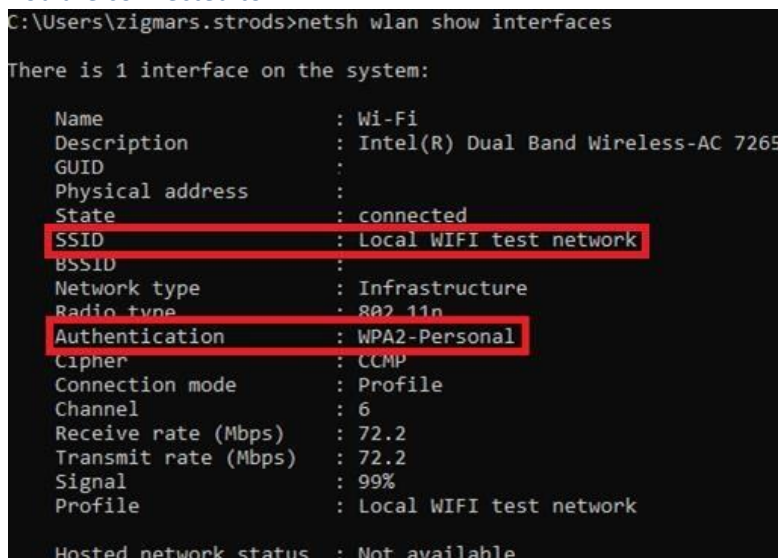 C:\Users\zigmars.strods>netsh wlan show interfaces
There is 1 interface on the system:
Name : Wi-Fi
Description : Intel(R) Dual Band Wireless-AC 7265
GUID :
Physical address :
State : connected
SSID : Local WIFI test network
BSSID :
Network type : Infrastructure
Radio type : 802.11n
Authentication : WPA2-Personal
Cipher : CCMP
Connection mode : Profile
Channel : 6
Receive rate (Mbps) : 72.2
Transmit rate (Mbps) : 72.2
Signal : 99%
Profile : Local WIFI test network
Hosted network status : Not available